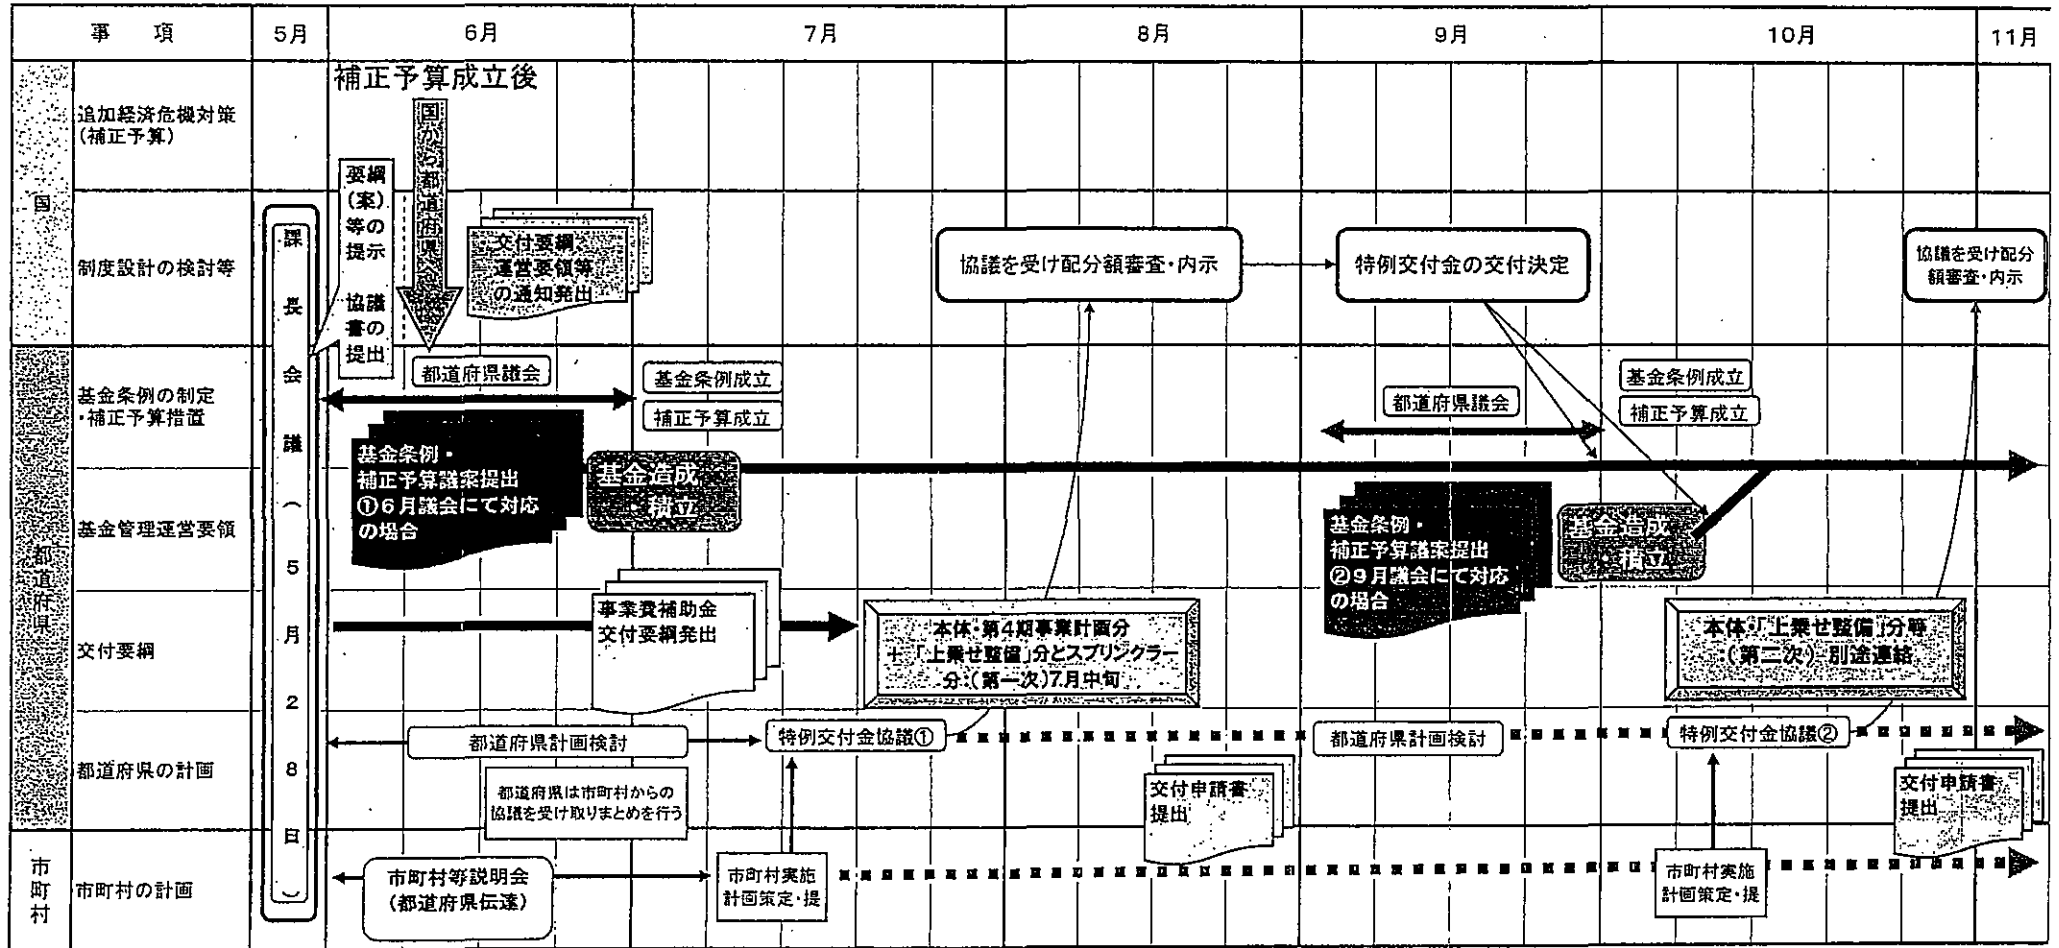 事　項
5月
6月
7月
8月
9月
10月
11月
国
追加経済危機対策
(補正予算)
補正予算成立後
国から都道府県へ
要綱
(案)
等の
提示
協議
書の
提出
制度設計の検討等
交付要綱
運営要領等
の通知発出
協議を受け配分額審査・内示
特例交付金の交付決定
協議を受け配分
額審査・内示
課長会議(5月28日)
都道府県
基金条例の制定
・補正予算措置
都道府県議会
基金条例成立
補正予算成立
都道府県議会
基金条例成立
補正予算成立
基金条例・
補正予算議案提出
①6月議会にて対応
の場合
基金造成
・積立
基金管理運営要領
基金条例・
補正予算議案提出
②9月議会にて対応
の場合
基金造成
・積立
交付要綱
事業費補助金
交付要綱発出
本体・第4期事業計画分
+「上乗せ整備」分とスプリンクラー
分:(第一次)7月中旬
本体・「上乗せ整備」分等
(第二次) 別途連絡
都道府県の計画
都道府県計画検討
特例交付金協議①
都道府県計画検討
特例交付金協議②
都道府県は市町村からの
協議を受け取りまとめを行う
交付申請書
提出
交付申請書
提出
市町村
市町村の計画
市町村等説明会
(都道府県伝達)
市町村実施
計画策定・提
市町村実施
計画策定・提